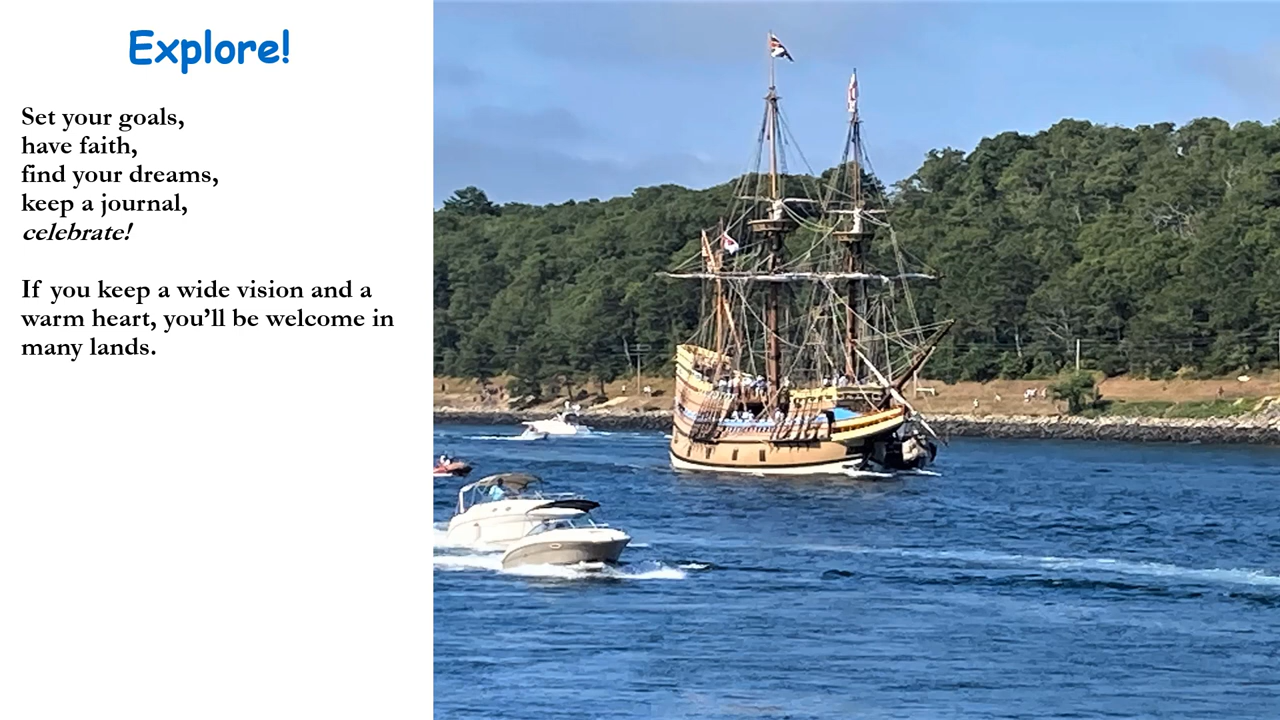 Explore!
Set your goals,
have faith,
find your dreams,
keep a journal,
celebrate!
If you keep a wide vision and a
warm heart, you’ll be welcome in
many lands.